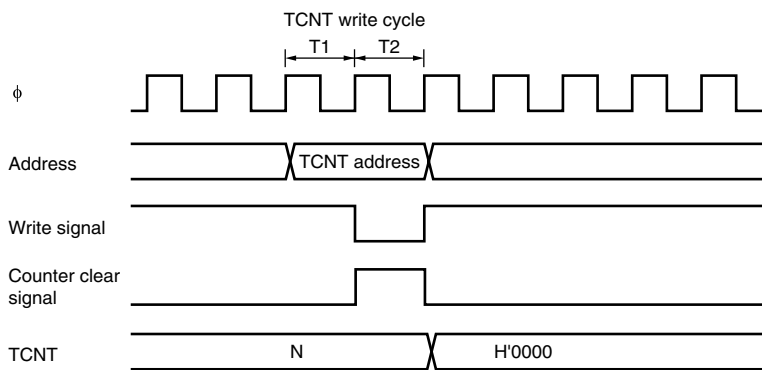 TCNT write cycle
T1 T2
ϕ
Address
TCNT address
Write signal
Counter clear
signal
TCNT
N
H'0000